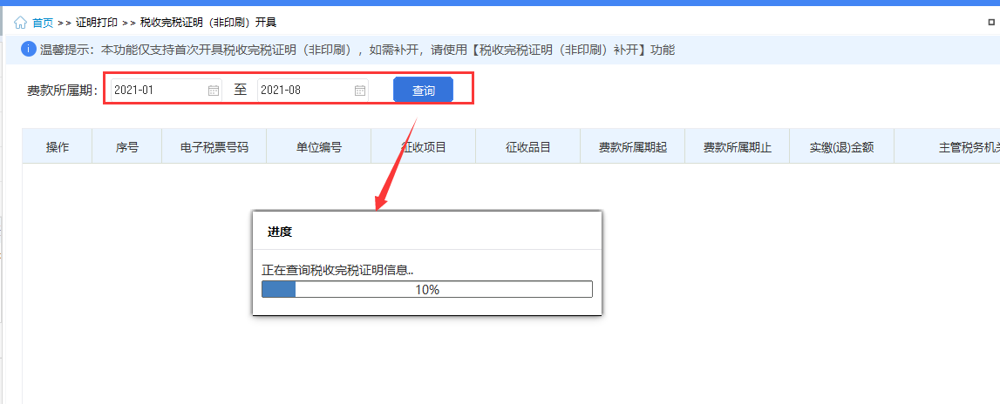 首页 >> 证明打印 >> 税收完税证明（非印刷）开具
温馨提示：本功能仅支持首次开具税收完税证明（非印刷），如需补开，请使用【税收完税证明（非印刷）补开】功能
费款所属期： 2021-01 至 2021-08 查询
操作 序号 电子税票号码 单位编号 征收项目 征收品目 费款所属期起 费款所属期止 实缴(退)金额 主管税务机关
进度
正在查询税收完税证明信息..
10%